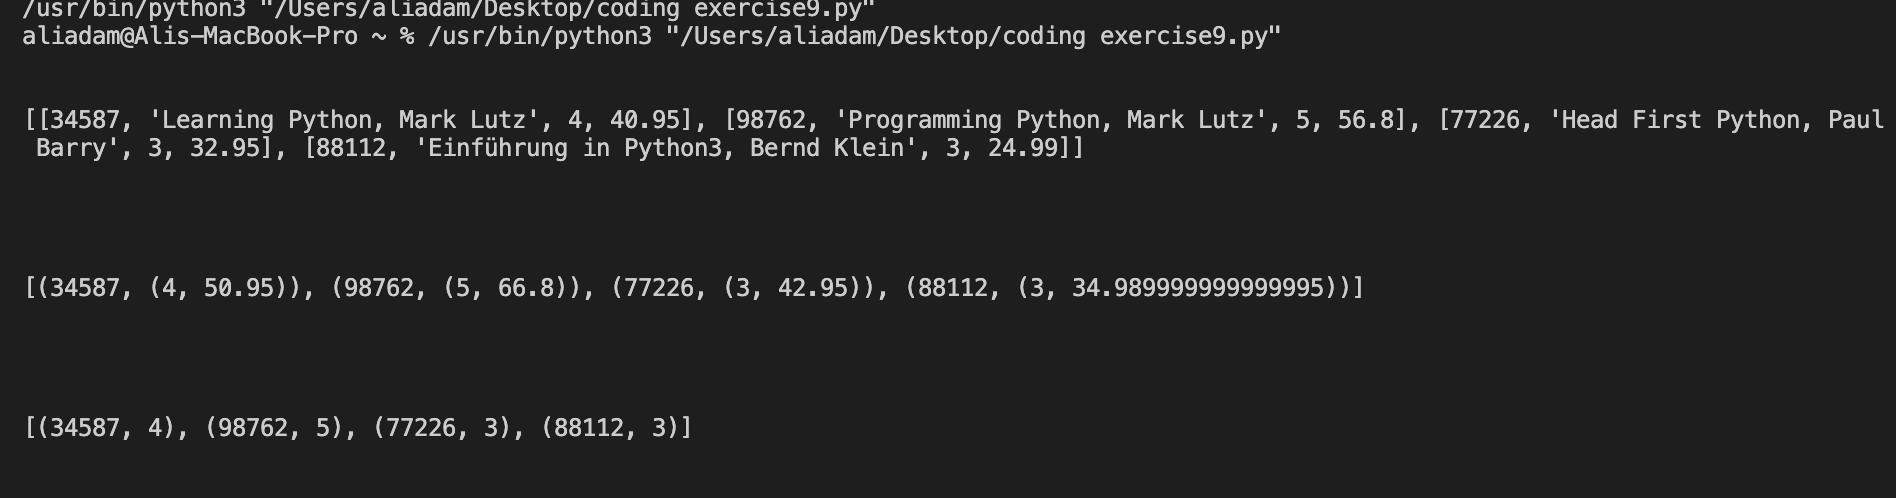 /usr/bin/python3 "/Users/aliadam/Desktop/coding exercise9.py"
aliadam@Alis-MacBook-Pro ~ % /usr/bin/python3 "/Users/aliadam/Desktop/coding exercise9.py"
[[34587, 'Learning Python, Mark Lutz', 4, 40.95], [98762, 'Programming Python, Mark Lutz', 5, 56.8], [77226, 'Head First Python, Paul
Barry', 3, 32.95], [88112, 'Einführung in Python3, Bernd Klein', 3, 24.99]]
[(34587, (4, 50.95)), (98762, (5, 66.8)), (77226, (3, 42.95)), (88112, (3, 34.989999999999995))]
[(34587, 4), (98762, 5), (77226, 3), (88112, 3)]